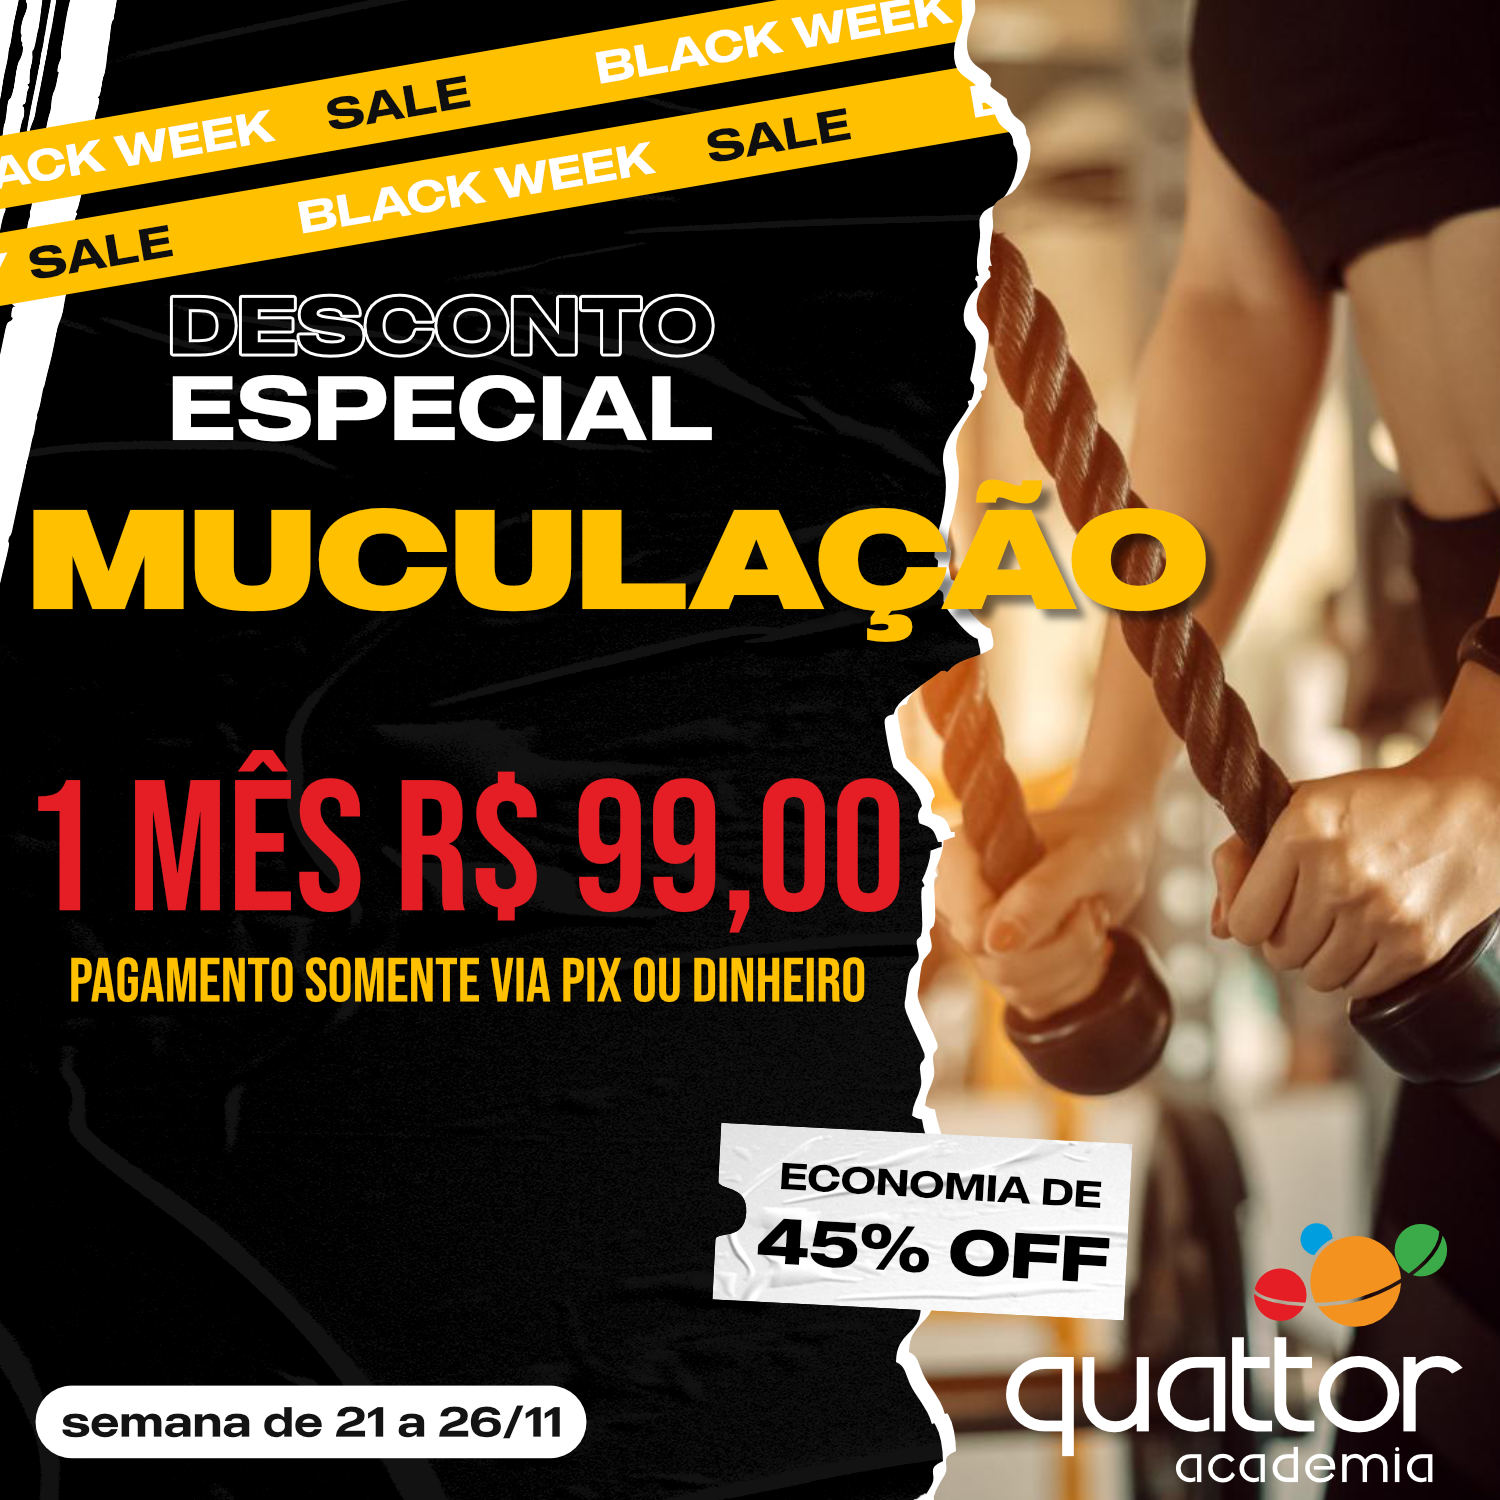 BLACK WEEK
ACK WEEK SALE
BLACK WEEK SALE
SALE
DESCONTO
ESPECIAL
MUCULAÇÃO
1 MÊS R$ 99,00
PAGAMENTO SOMENTE VIA PIX OU DINHEIRO
ECONOMIA DE
45% OFF
semana de 21 a 26/11
quattor
academia